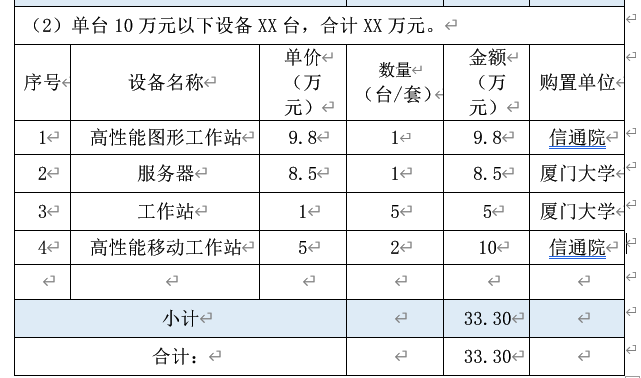 （2）单台 10 万元以下设备 XX 台，合计 XX 万元。
序号 设备名称 单价（万元） 数量（台/套） 金额（万元） 购置单位
1 高性能图形工作站 9.8 1 9.8 信通院
2 服务器 8.5 1 8.5 厦门大学
3 工作站 1 5 5 厦门大学
4 高性能移动工作站 5 2 10 信通院
小计 33.30
合计： 33.30